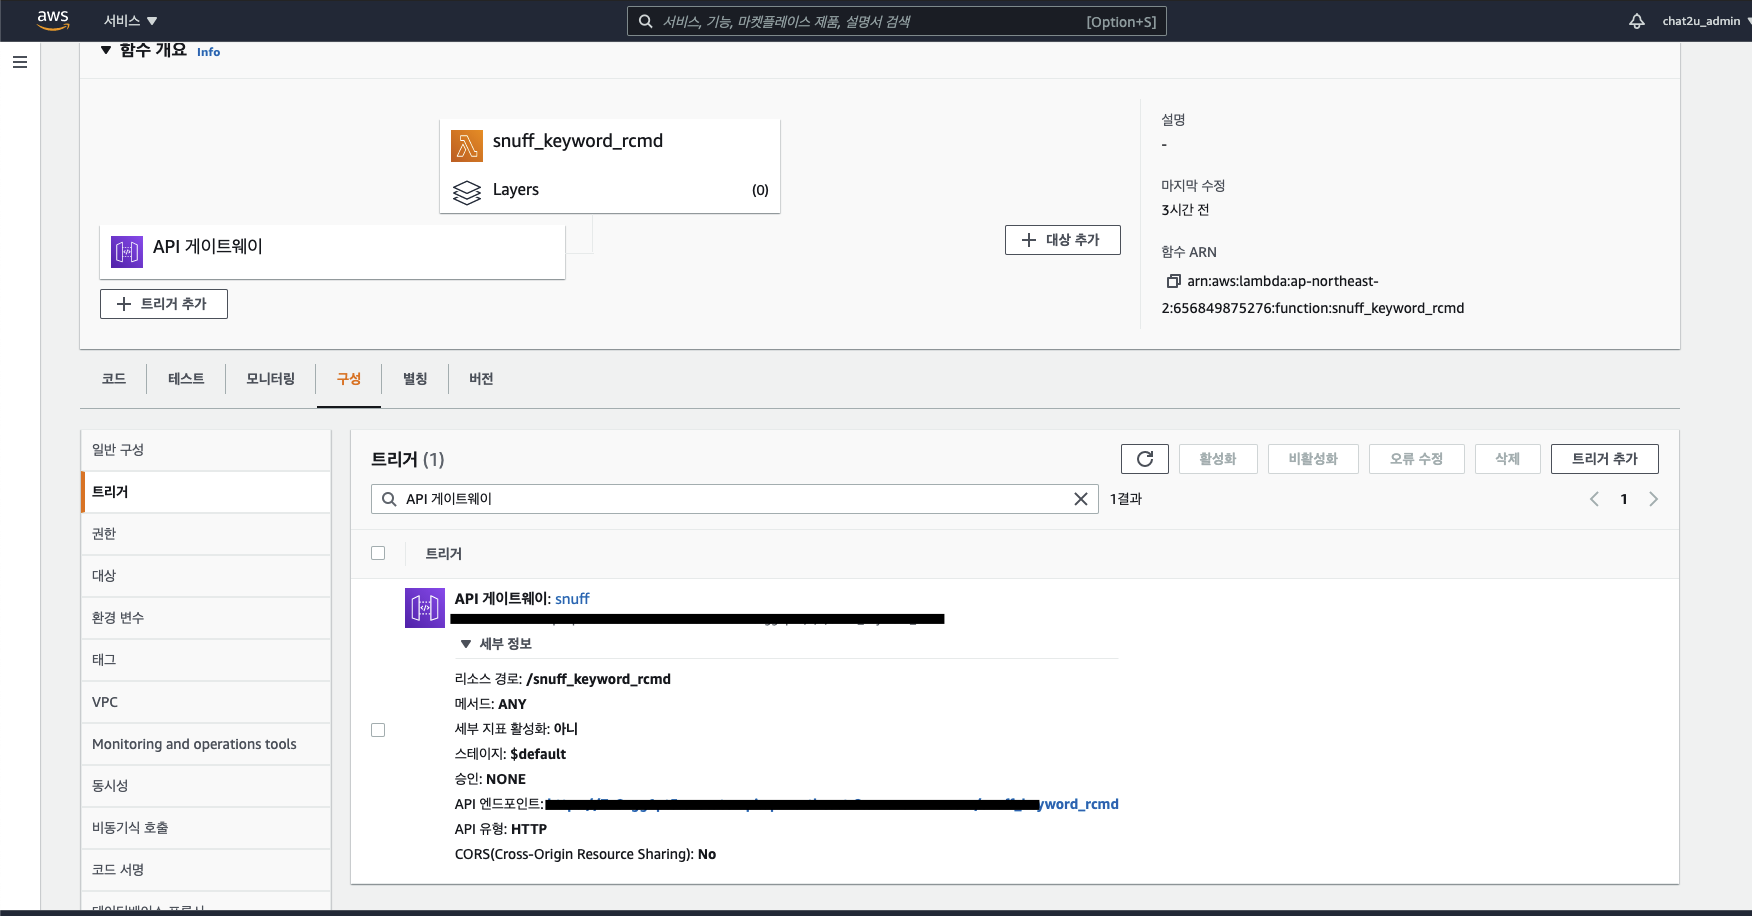 aws 서비스 ▼ 서비스, 기능, 마켓플레이스 제품, 설명서 검색 [Option+S] chat2u_admin
▼ 함수 개요 Info
snuff_keyword_rcmd
Layers (0)
API 게이트웨이
+ 트리거 추가
+ 대상 추가
설명
-
마지막 수정
3시간 전
함수 ARN
arn:aws:lambda:ap-northeast-
2:656849875276:function:snuff_keyword_rcmd
코드 테스트 모니터링 구성 별칭 버전
일반 구성
트리거
권한
대상
환경 변수
태그
VPC
Monitoring and operations tools
동시성
비동기식 호출
코드 서명
트리거 (1) 활성화 비활성화 오류 수정 삭제 트리거 추가
API 게이트웨이 1결과 1
트리거
API 게이트웨이: snuff
▼ 세부 정보
리소스 경로: /snuff_keyword_rcmd
메서드: ANY
세부 지표 활성화: 아니
스테이지: $default
승인: NONE
API 엔드포인트: yword_rcmd
API 유형: HTTP
CORS(Cross-Origin Resource Sharing): No